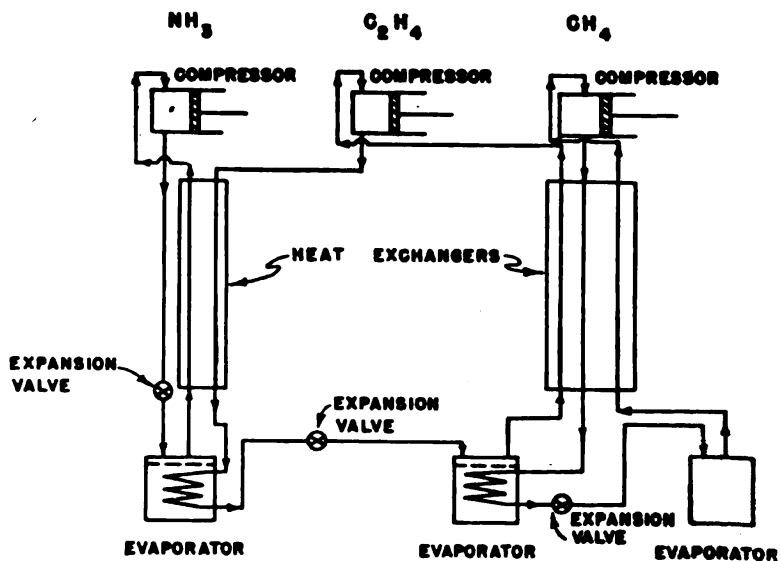 NH3 C2H4 CH4
COMPRESSOR COMPRESSOR COMPRESSOR
HEAT EXCHANGERS
EXPANSION
VALVE
EXPANSION
VALVE
EXPANSION
VALVE
EVAPORATOR EVAPORATOR EVAPORATOR